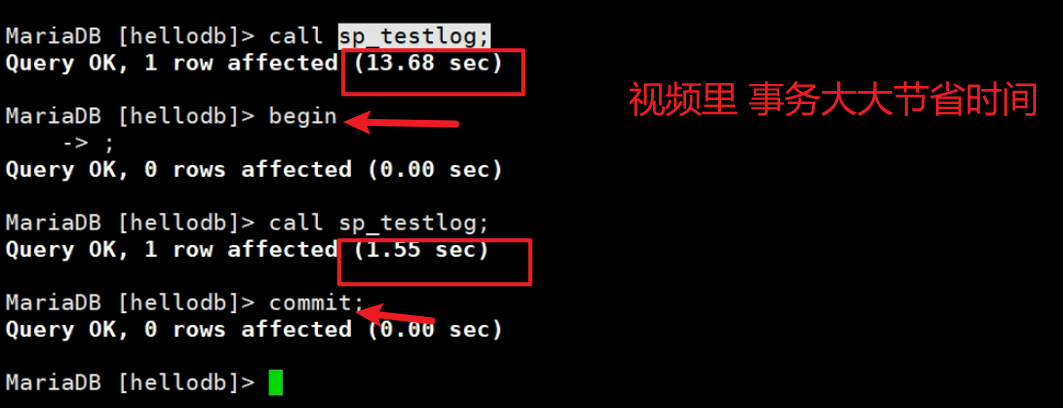 MariaDB [hellodb]> call sp_testlog;
Query OK, 1 row affected (13.68 sec)
视频里 事务大大节省时间
MariaDB [hellodb]> begin
-> ;
Query OK, 0 rows affected (0.00 sec)
MariaDB [hellodb]> call sp_testlog;
Query OK, 1 row affected (1.55 sec)
MariaDB [hellodb]> commit;
Query OK, 0 rows affected (0.00 sec)
MariaDB [hellodb]>